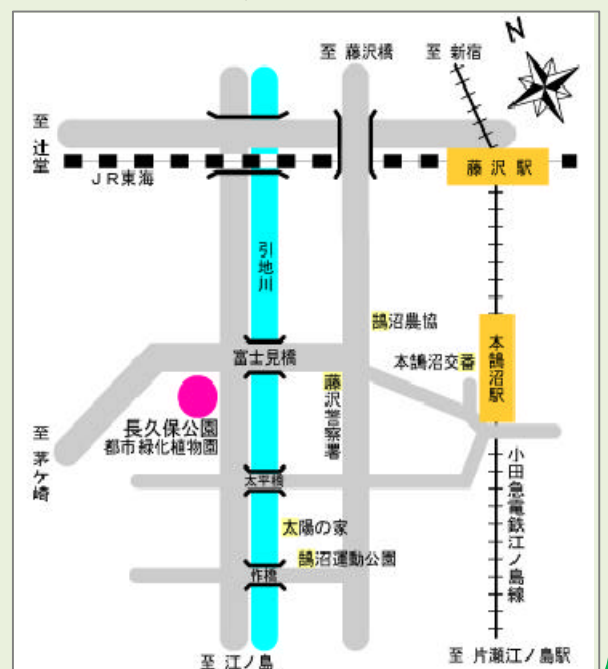 N
至 藤沢橋
至 新宿
至 辻堂
JR東海
藤沢駅
引地川
鵠沼農協
本鵠沼交番
本鵠沼駅
富士見橋
藤沢警察署
長久保公園
都市緑化植物園
至 茅ケ崎
太平橋
小田急電鉄江ノ島線
太陽の家
鵠沼運動公園
作橋
至 江ノ島
至 片瀬江ノ島駅